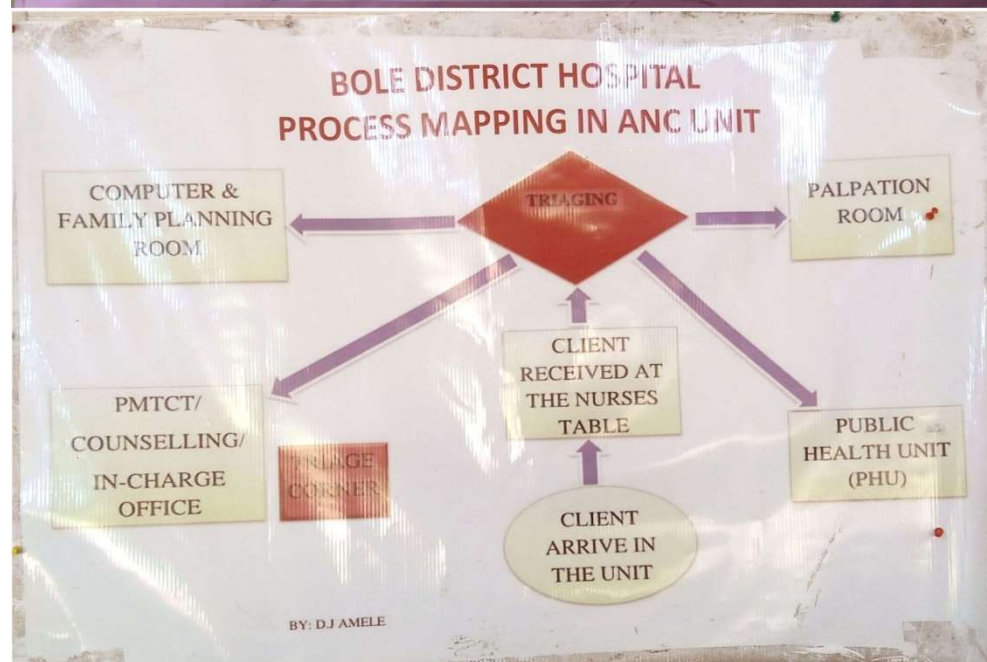 BOLE DISTRICT HOSPITAL
PROCESS MAPPING IN ANC UNIT
COMPUTER &
FAMILY PLANNING
ROOM
TRIAGING
PALPATION
ROOM
CLIENT
RECEIVED AT
THE NURSES
TABLE
PMTCT/
COUNSELLING/
IN-CHARGE
OFFICE
TRIAGE
CORNER
PUBLIC
HEALTH UNIT
(PHU)
CLIENT
ARRIVE IN
THE UNIT
BY: D.J AMELE